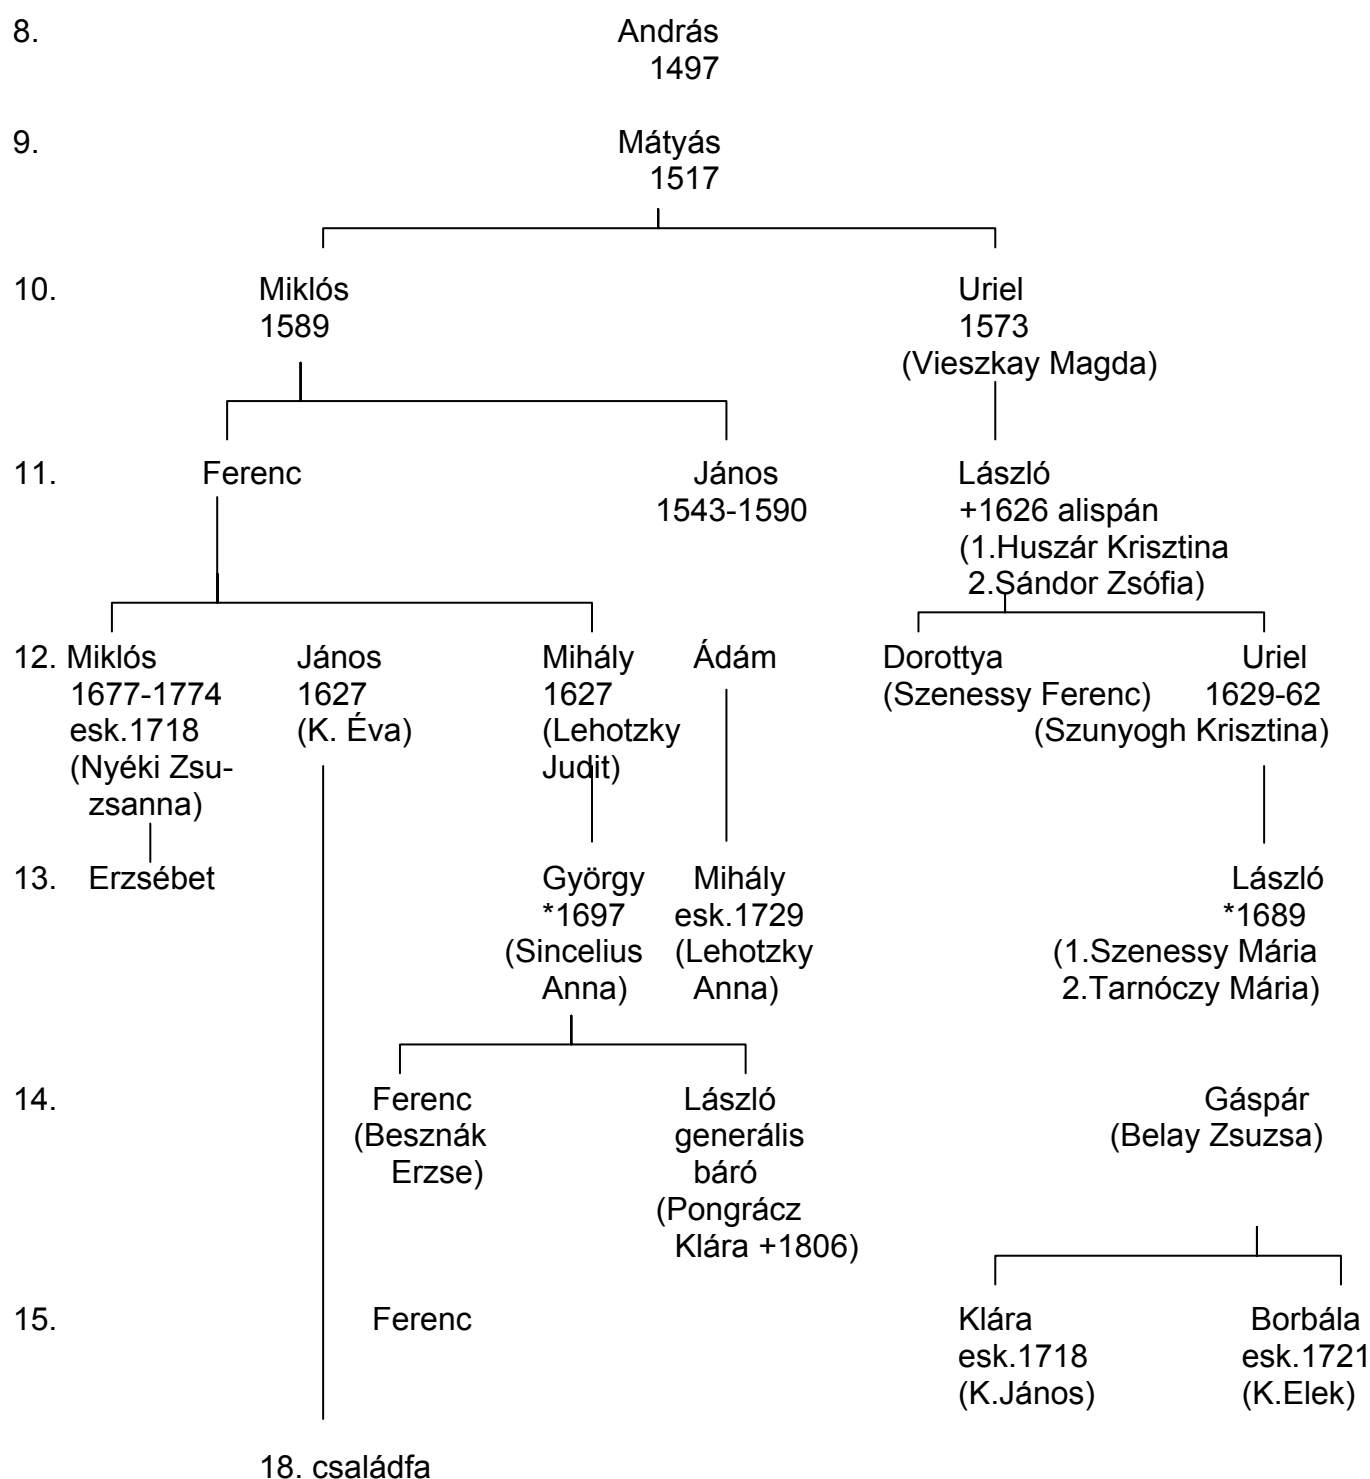 8. András
1497
9. Mátyás
1517
10. Miklós Uriel
1589 1573
(Vieszkay Magda)
11. Ferenc János László
1543-1590 +1626 alispán
(1.Huszár Krisztina
2.Sándor Zsófia)
12. Miklós János Mihály Ádám Dorottya Uriel
1677-1774 1627 1627 (Szenessy Ferenc) 1629-62
esk.1718 (K. Éva) (Lehotzky (Szunyogh Krisztina)
(Nyéki Zsu- Judit)
zsanna)
13. Erzsébet György Mihály László
*1697 esk.1729 *1689
(Sincelius (Lehotzky (1.Szenessy Mária
Anna) Anna) 2.Tarnóczy Mária)
14. Ferenc László Gáspár
(Besznák generális (Belay Zsuzsa)
Erzse) báró
(Pongrácz
Klára +1806)
15. Ferenc Klára Borbála
esk.1718 esk.1721
(K.János) (K.Elek)
18. családfa